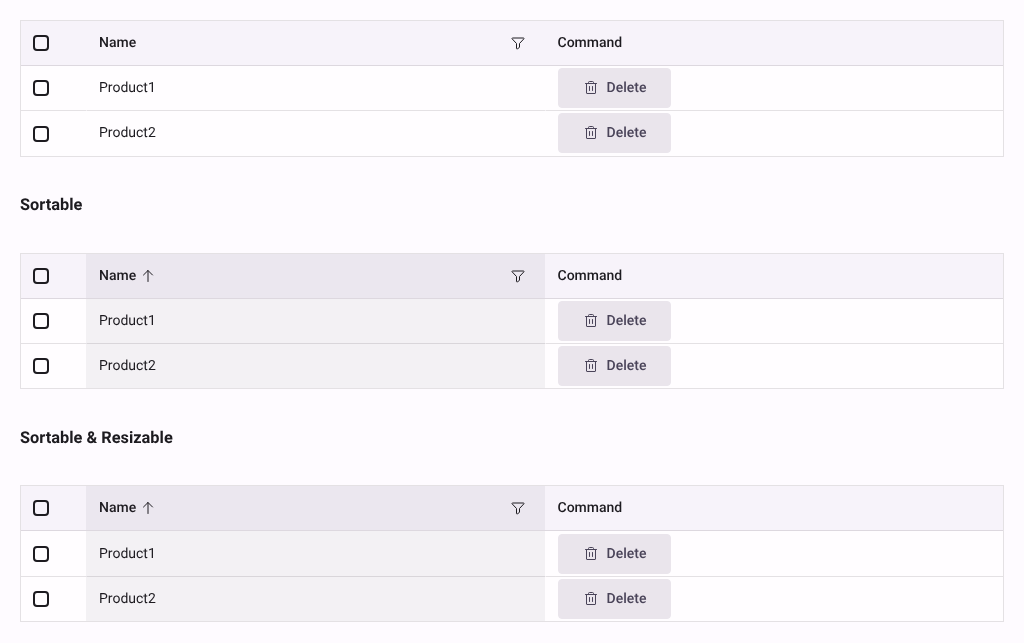 Name Command
Product1 Delete
Product2 Delete
Sortable
Name Command
Product1 Delete
Product2 Delete
Sortable & Resizable
Name Command
Product1 Delete
Product2 Delete